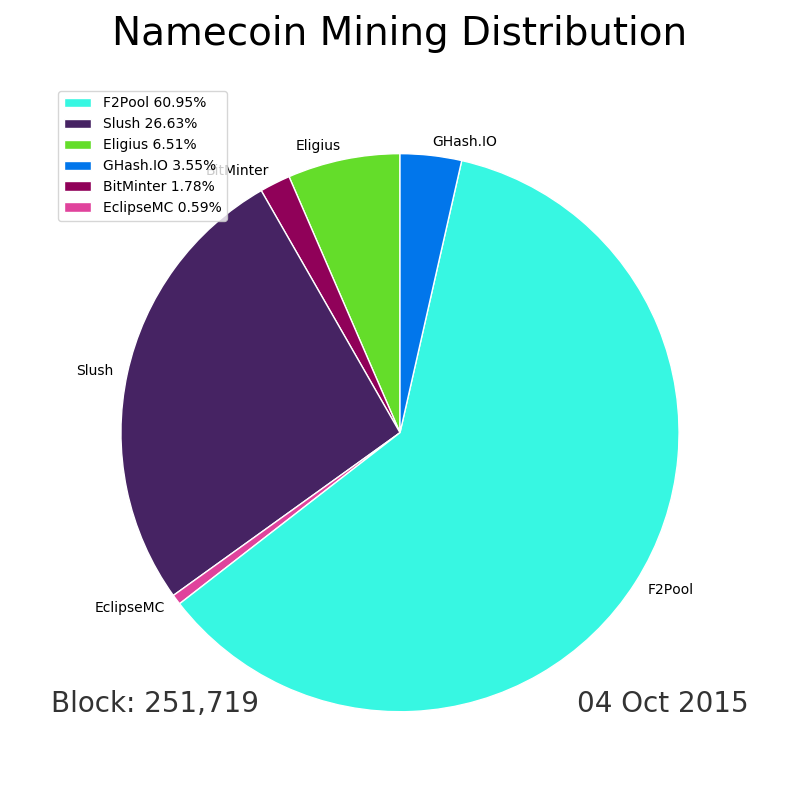 Namecoin Mining Distribution
F2Pool 60.95%
Slush 26.63%
Eligius 6.51%
GHash.IO 3.55%
BitMinter 1.78%
EclipseMC 0.59%
GHash.IO
Eligius
BitMinter
Slush
EclipseMC
F2Pool
Block: 251,719
04 Oct 2015